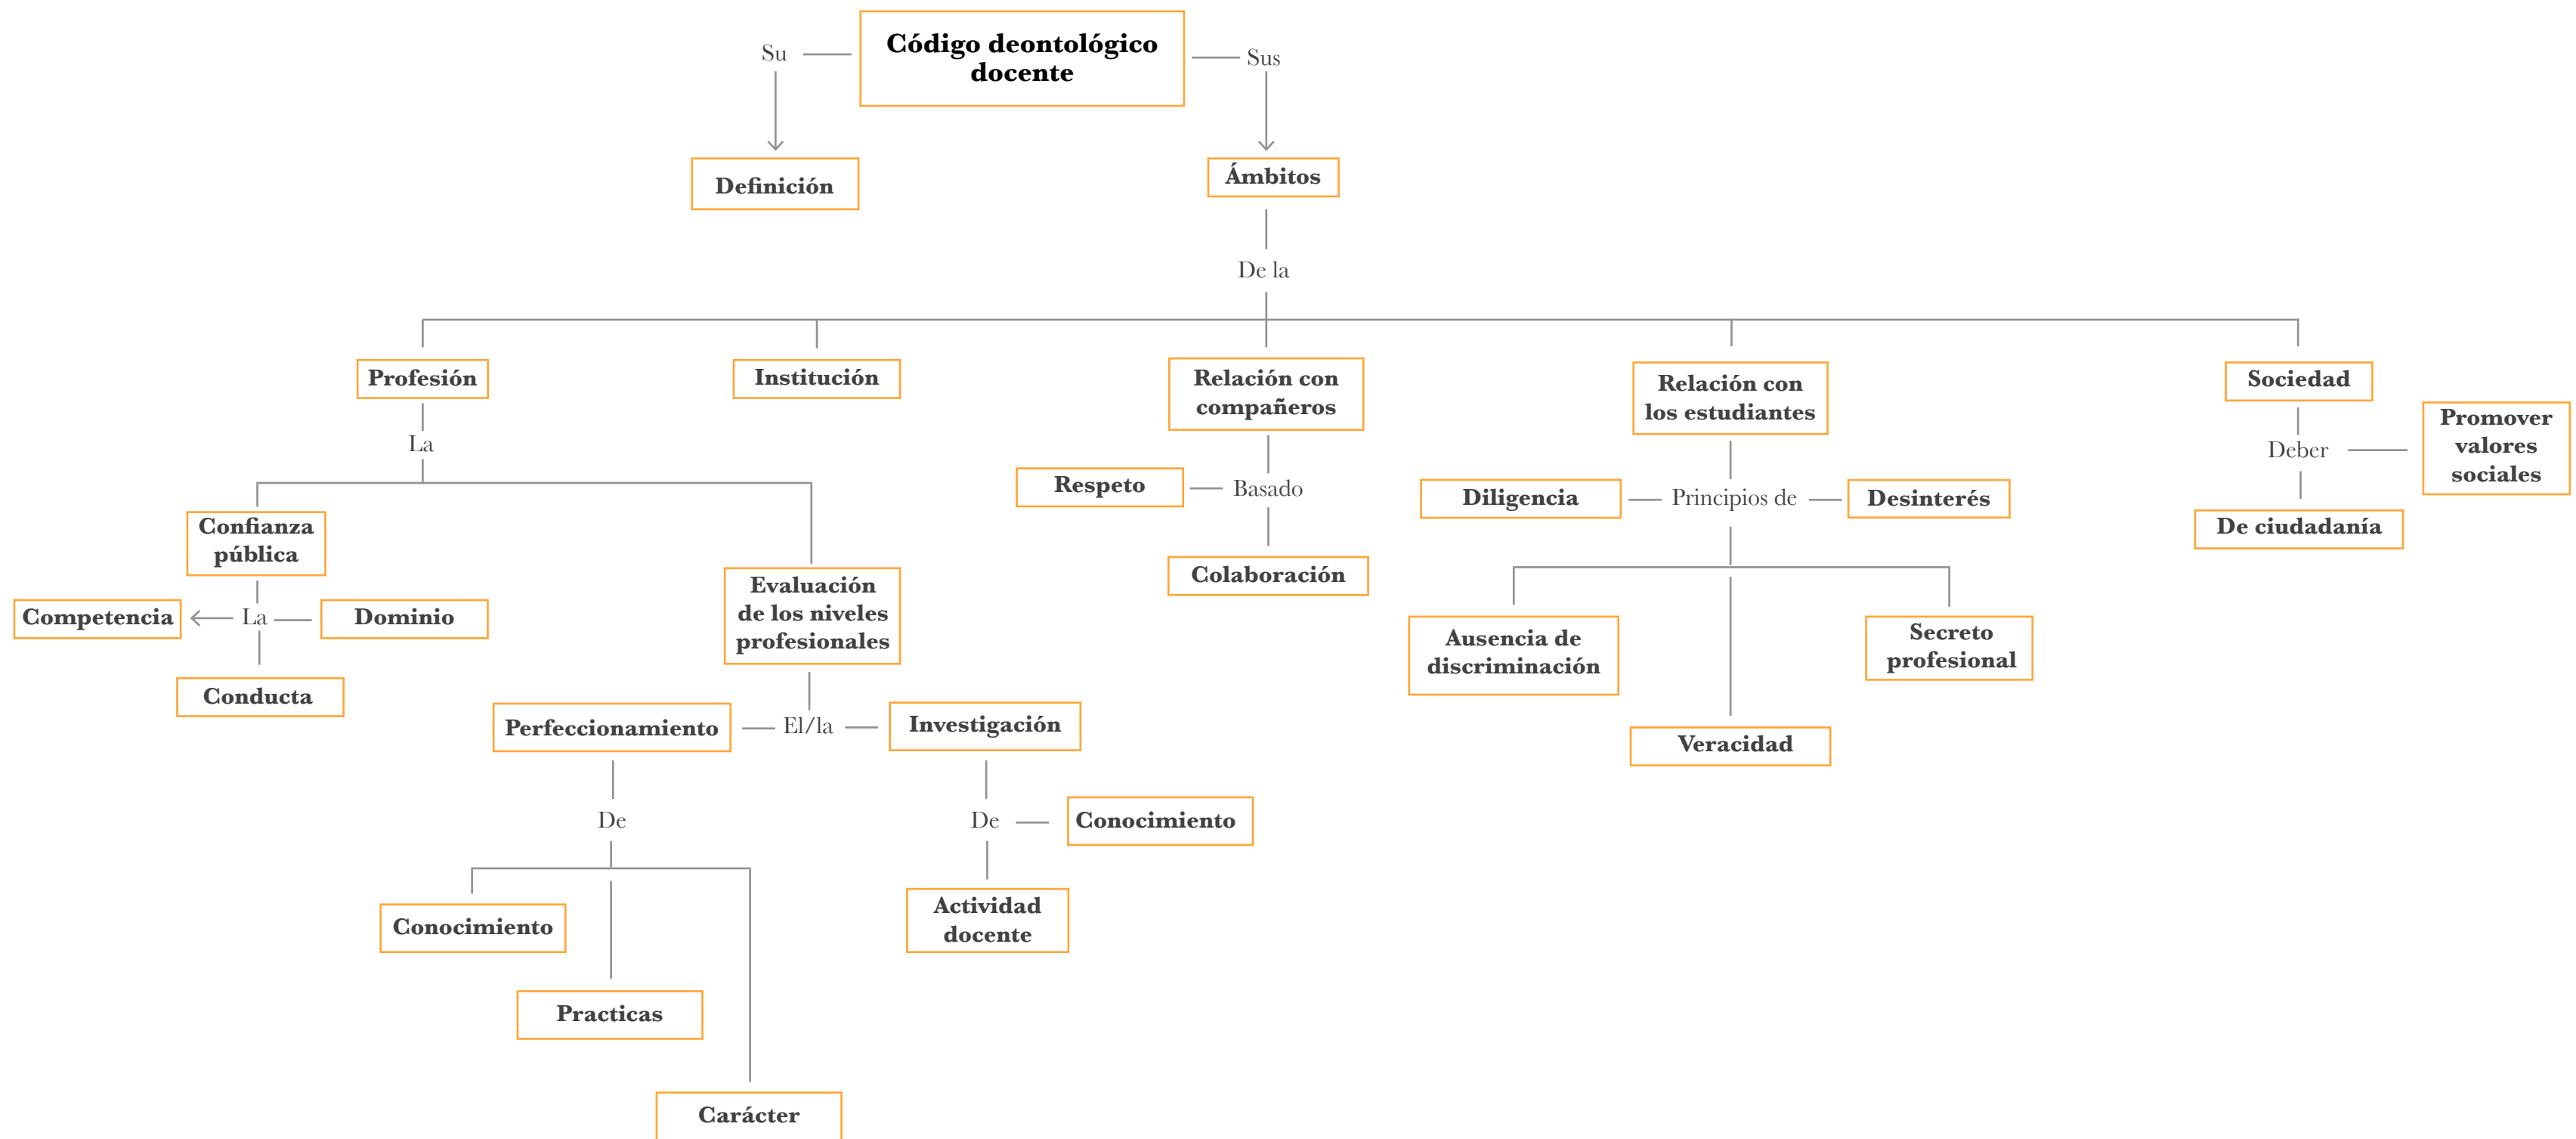 Código deontológico
docente
Su
Sus
Definición
Ámbitos
De la
Profesión
Institución
Relación con
compañeros
Relación con
los estudiantes
Sociedad
La
Promover
valores
sociales
Deber
Respeto
Basado
Diligencia
Principios de
Desinterés
De ciudadanía
Confianza
pública
Evaluación
de los niveles
profesionales
Colaboración
Competencia
La
Dominio
Conducta
Ausencia de
discriminación
Secreto
profesional
Perfeccionamiento
El/la
Investigación
Veracidad
De
De
Conocimiento
Conocimiento
Actividad
docente
Practicas
Carácter